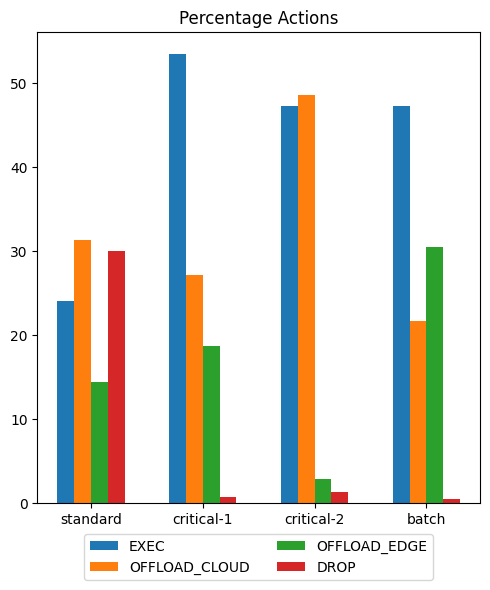 Percentage Actions
50
40
30
20
10
0
standard critical-1 critical-2 batch
EXEC OFFLOAD_EDGE
OFFLOAD_CLOUD DROP